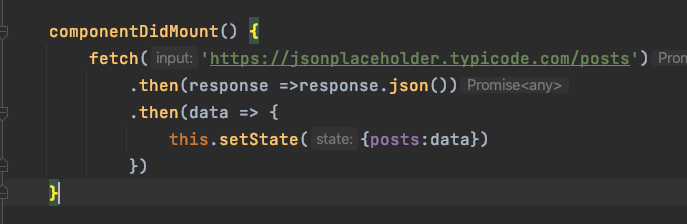 componentDidMount() {
fetch( input: 'https://jsonplaceholder.typicode.com/posts') Pron
.then(response =>response.json()) Promise<any>
.then(data => {
this.setState( state: {posts:data})
})
}